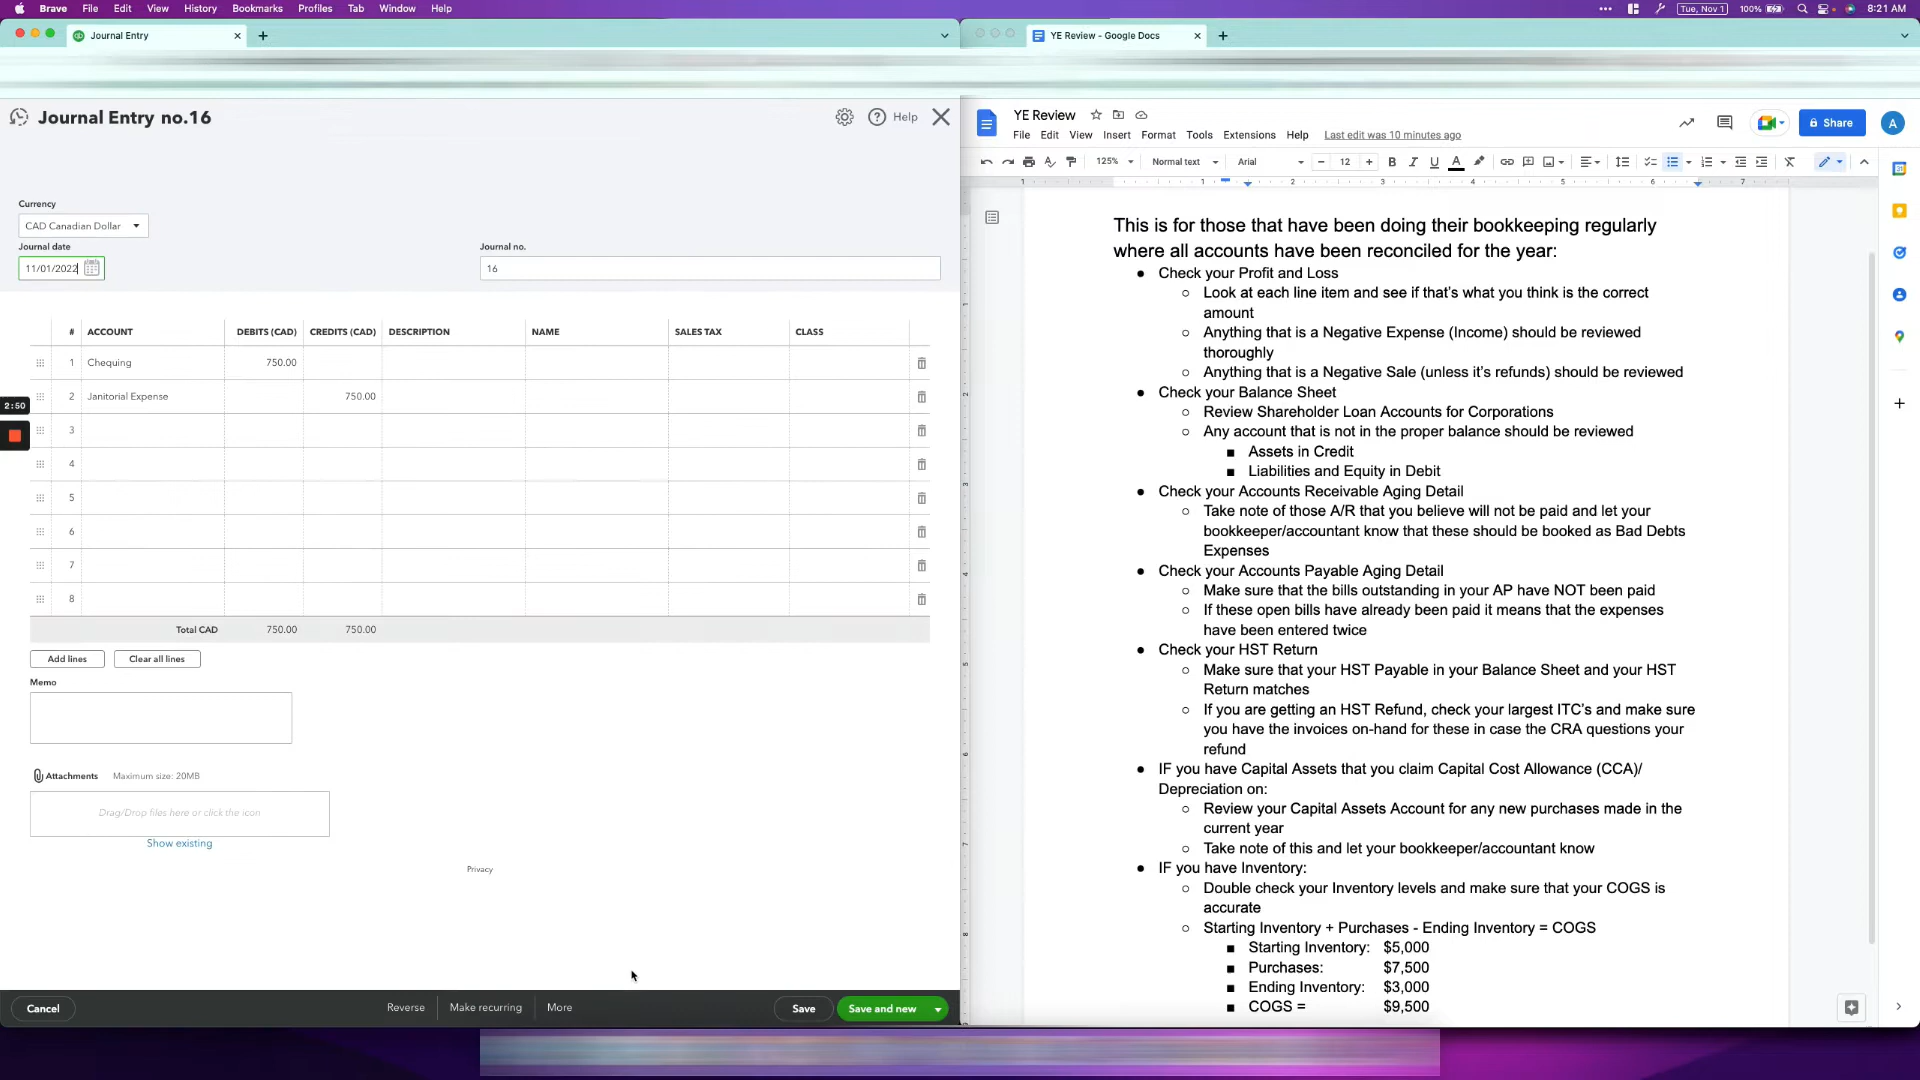 Brave File Edit View History Bookmarks Profiles Tab Window Help
Tue, Nov 1 100% 8:21 AM
Journal Entry
YE Review - Google Docs
Journal Entry no.16
Help
Currency
CAD Canadian Dollar
Journal date
Journal no.
11/01/2022
16
# ACCOUNT DEBITS (CAD) CREDITS (CAD) DESCRIPTION NAME SALES TAX CLASS
1 Chequing 750.00
2 Janitorial Expense 750.00
3
4
5
6
7
8
Total CAD 750.00 750.00
2:50
Add lines Clear all lines
Memo
Attachments Maximum size: 20MB
Drag/Drop files here or click the icon
Show existing
Privacy
Cancel Reverse Make recurring More Save Save and new
YE Review
File Edit View Insert Format Tools Extensions Help Last edit was 10 minutes ago
Share
A
125% Normal text Arial 12 B I U A
1 1 2 3 4 5 6 7
This is for those that have been doing their bookkeeping regularly
where all accounts have been reconciled for the year:
● Check your Profit and Loss
○ Look at each line item and see if that's what you think is the correct
amount
○ Anything that is a Negative Expense (Income) should be reviewed
thoroughly
○ Anything that is a Negative Sale (unless it's refunds) should be reviewed
● Check your Balance Sheet
○ Review Shareholder Loan Accounts for Corporations
○ Any account that is not in the proper balance should be reviewed
■ Assets in Credit
■ Liabilities and Equity in Debit
● Check your Accounts Receivable Aging Detail
○ Take note of those A/R that you believe will not be paid and let your
bookkeeper/accountant know that these should be booked as Bad Debts
Expenses
● Check your Accounts Payable Aging Detail
○ Make sure that the bills outstanding in your AP have NOT been paid
○ If these open bills have already been paid it means that the expenses
have been entered twice
● Check your HST Return
○ Make sure that your HST Payable in your Balance Sheet and your HST
Return matches
○ If you are getting an HST Refund, check your largest ITC's and make sure
you have the invoices on-hand for these in case the CRA questions your
refund
● IF you have Capital Assets that you claim Capital Cost Allowance (CCA)/
Depreciation on:
○ Review your Capital Assets Account for any new purchases made in the
current year
○ Take note of this and let your bookkeeper/accountant know
● IF you have Inventory:
○ Double check your Inventory levels and make sure that your COGS is
accurate
○ Starting Inventory + Purchases - Ending Inventory = COGS
■ Starting Inventory: $5,000
■ Purchases: $7,500
■ Ending Inventory: $3,000
■ COGS = $9,500